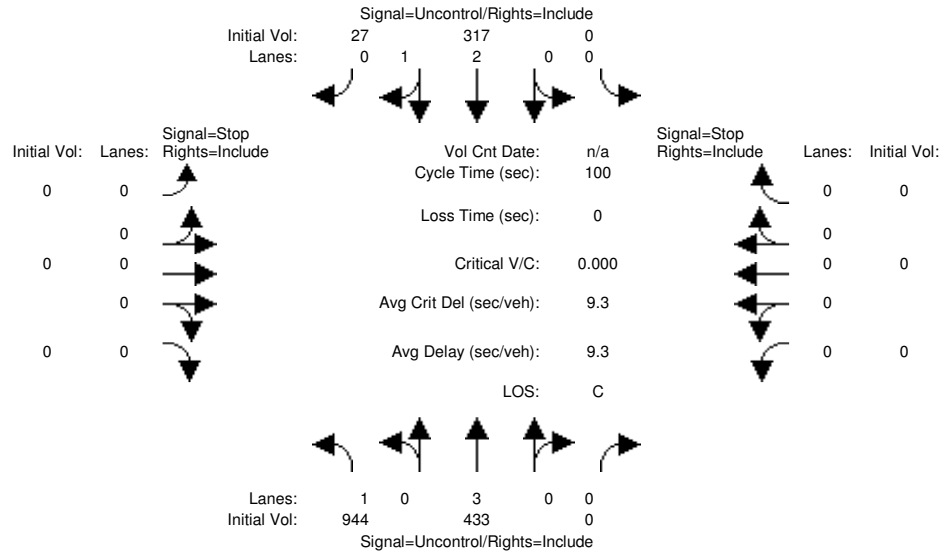 Signal=Uncontrol/Rights=Include
Initial Vol: 27 317 0
Lanes: 0 1 2 0 0
Signal=Stop Signal=Stop
Initial Vol: Lanes: Rights=Include Vol Cnt Date: n/a Rights=Include Lanes: Initial Vol:
Cycle Time (sec): 100
0 0 0 0
Loss Time (sec): 0
0 0
0 0 Critical V/C: 0.000 0 0
0 Avg Crit Del (sec/veh): 9.3 0
0 0 Avg Delay (sec/veh): 9.3 0 0
LOS: C
Lanes: 1 0 3 0 0
Initial Vol: 944 433 0
Signal=Uncontrol/Rights=Include